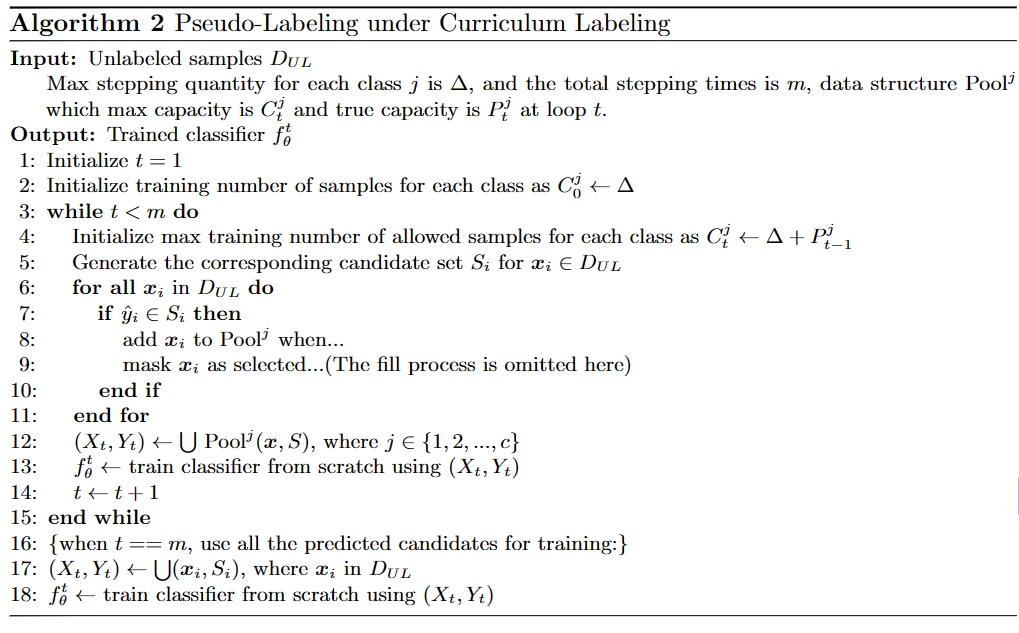 Algorithm 2 Pseudo-Labeling under Curriculum Labeling
Input: Unlabeled samples $D_{UL}$
Max stepping quantity for each class $j$ is $\Delta$, and the total stepping times is $m$, data structure $\text{Pool}^j$
which max capacity is $C_t^j$ and true capacity is $P_t^j$ at loop $t$.
Output: Trained classifier $f_\theta^t$
1: Initialize $t = 1$
2: Initialize training number of samples for each class as $C_0^j \leftarrow \Delta$
3: while $t < m$ do
4: Initialize max training number of allowed samples for each class as $C_t^j \leftarrow \Delta + P_{t-1}^j$
5: Generate the corresponding candidate set $S_i$ for $\boldsymbol{x}_i \in D_{UL}$
6: for all $\boldsymbol{x}_i$ in $D_{UL}$ do
7: if $\hat{y}_i \in S_i$ then
8: add $\boldsymbol{x}_i$ to $\text{Pool}^j$ when...
9: mask $\boldsymbol{x}_i$ as selected...(The fill process is omitted here)
10: end if
11: end for
12: $(X_t, Y_t) \leftarrow \bigcup \text{Pool}^j(\boldsymbol{x}, S)$, where $j \in \{1, 2, ..., c\}$
13: $f_\theta^t \leftarrow$ train classifier from scratch using $(X_t, Y_t)$
14: $t \leftarrow t + 1$
15: end while
16: {when $t == m$, use all the predicted candidates for training:}
17: $(X_t, Y_t) \leftarrow \bigcup(\boldsymbol{x}_i, S_i)$, where $\boldsymbol{x}_i$ in $D_{UL}$
18: $f_\theta^t \leftarrow$ train classifier from scratch using $(X_t, Y_t)$